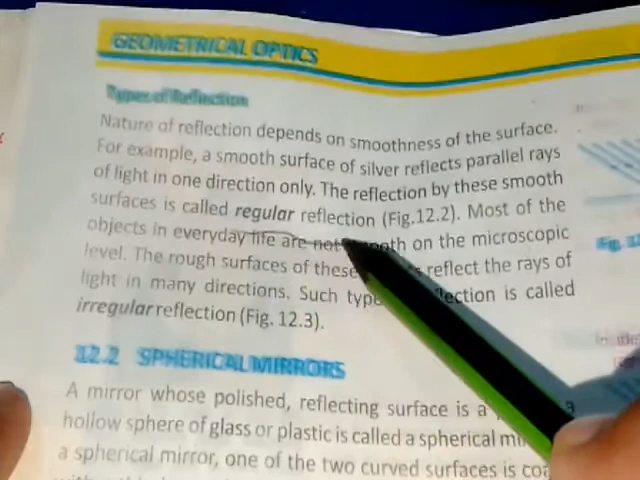 GEOMETRICAL OPTICS
Types of Reflection
Nature of reflection depends on smoothness of the surface.
For example, a smooth surface of silver reflects parallel rays
of light in one direction only. The reflection by these smooth
surfaces is called regular reflection (Fig.12.2). Most of the
objects in everyday life are not on the microscopic
level. The rough surfaces of these reflect the rays of
light in many directions. Such is called
irregular reflection (Fig. 12.3).
12.2 SPHERICAL MIRRORS
A mirror whose polished, reflecting surface is a
hollow sphere of glass or plastic is called a spherical
a spherical mirror, one of the two curved surfaces is